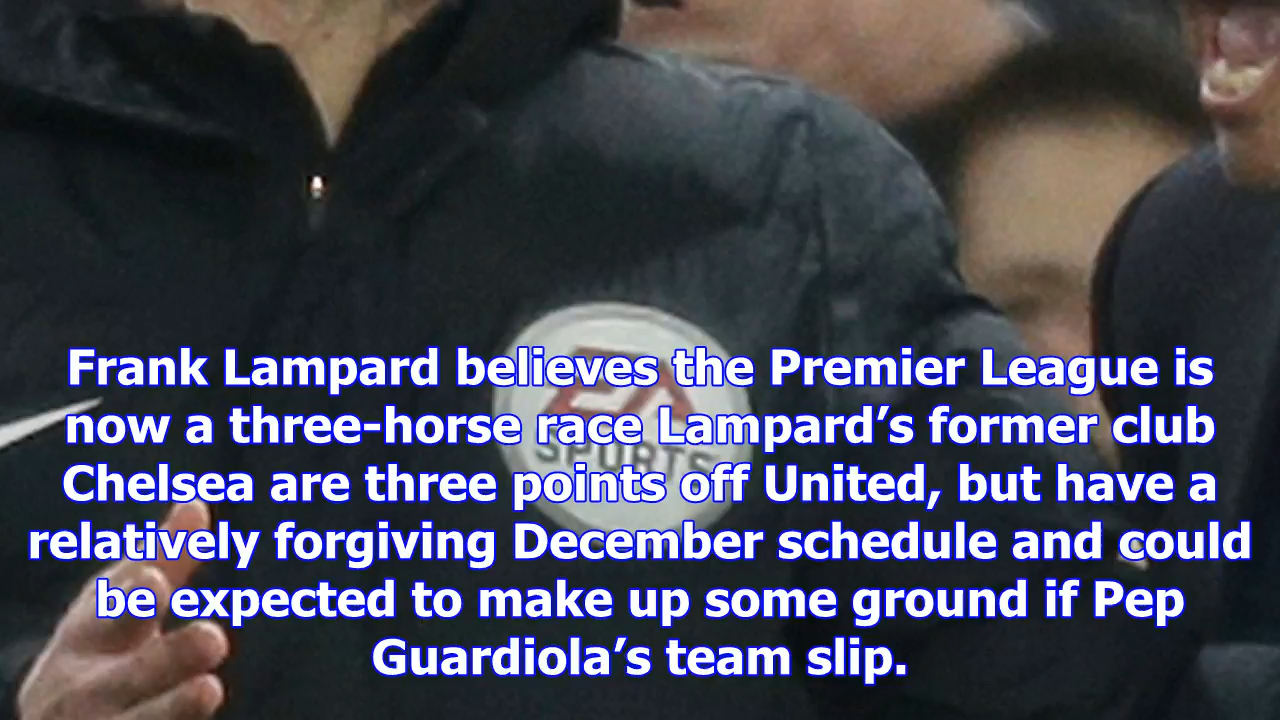 Frank Lampard believes the Premier League is
now a three-horse race Lampard’s former club
Chelsea are three points off United, but have a
relatively forgiving December schedule and could
be expected to make up some ground if Pep
Guardiola’s team slip.
EA
SPORTS